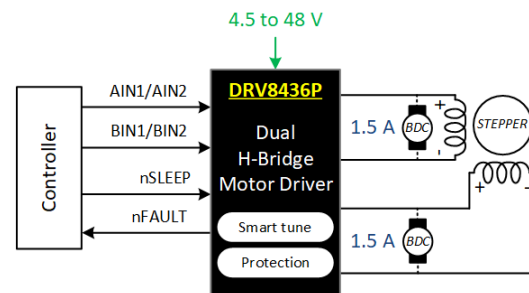 4.5 to 48 V
Controller
AIN1/AIN2
BIN1/BIN2
nSLEEP
nFAULT
DRV8436P
Dual
H-Bridge
Motor Driver
Smart tune
Protection
1.5 A
BDC
+
-
STEPPER
+
-
1.5 A
BDC